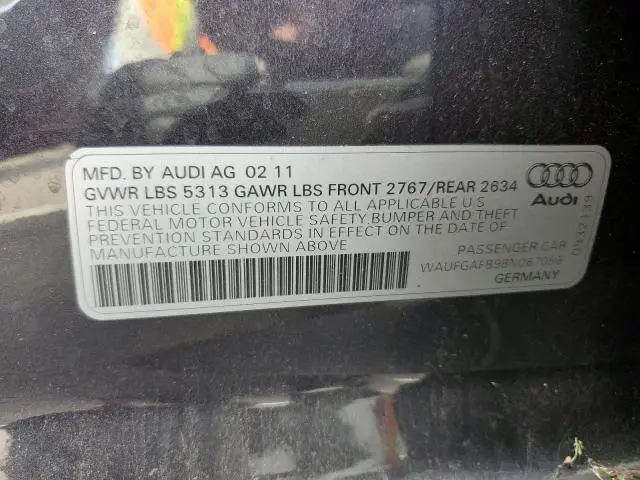 MFD. BY AUDI AG 02 11
GVWR LBS 5313 GAWR LBS FRONT 2767/REAR 2634
THIS VEHICLE CONFORMS TO ALL APPLICABLE U.S
FEDERAL MOTOR VEHICLE SAFETY, BUMPER AND THEFT
PREVENTION STANDARDS IN EFFECT ON THE DATE OF
MANUFACTURE SHOWN ABOVE
Audi
PASSENGER CAR
GERMANY